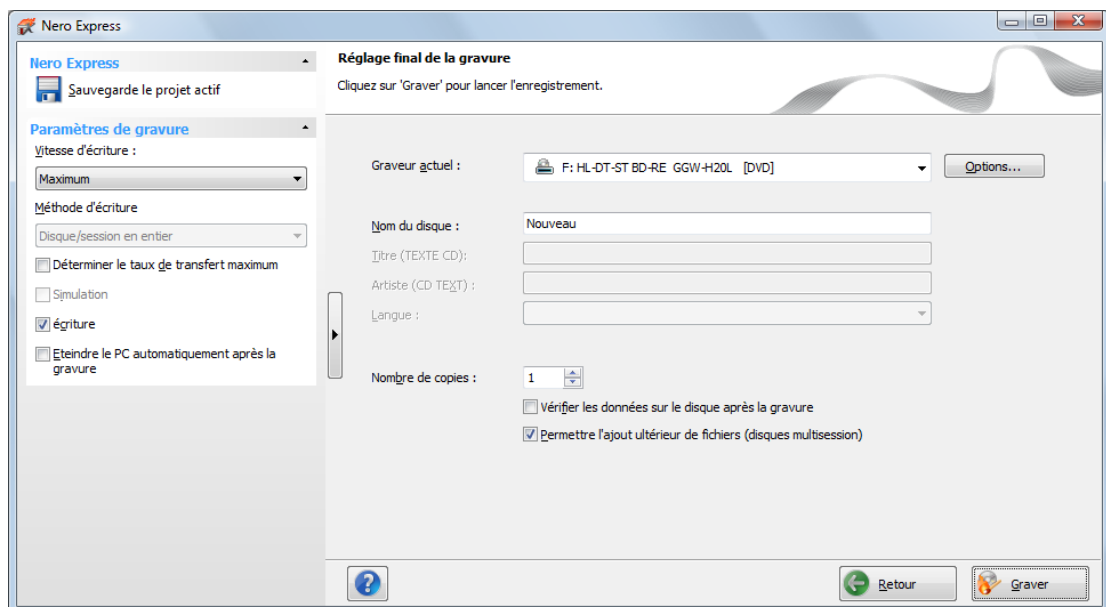 Nero Express
Nero Express
Sauvegarde le projet actif
Paramètres de gravure
Vitesse d'écriture :
Maximum
Méthode d'écriture
Disque/session en entier
Déterminer le taux de transfert maximum
Simulation
écriture
Eteindre le PC automatiquement après la
gravure
Réglage final de la gravure
Cliquez sur 'Graver' pour lancer l'enregistrement.
Graveur actuel :
F: HL-DT-ST BD-RE GGW-H20L [DVD]
Options...
Nom du disque :
Nouveau
Titre (TEXTE CD):
Artiste (CD TEXT) :
Langue :
Nombre de copies :
1
Vérifier les données sur le disque après la gravure
Permettre l'ajout ultérieur de fichiers (disques multisession)
?
Retour
Graver